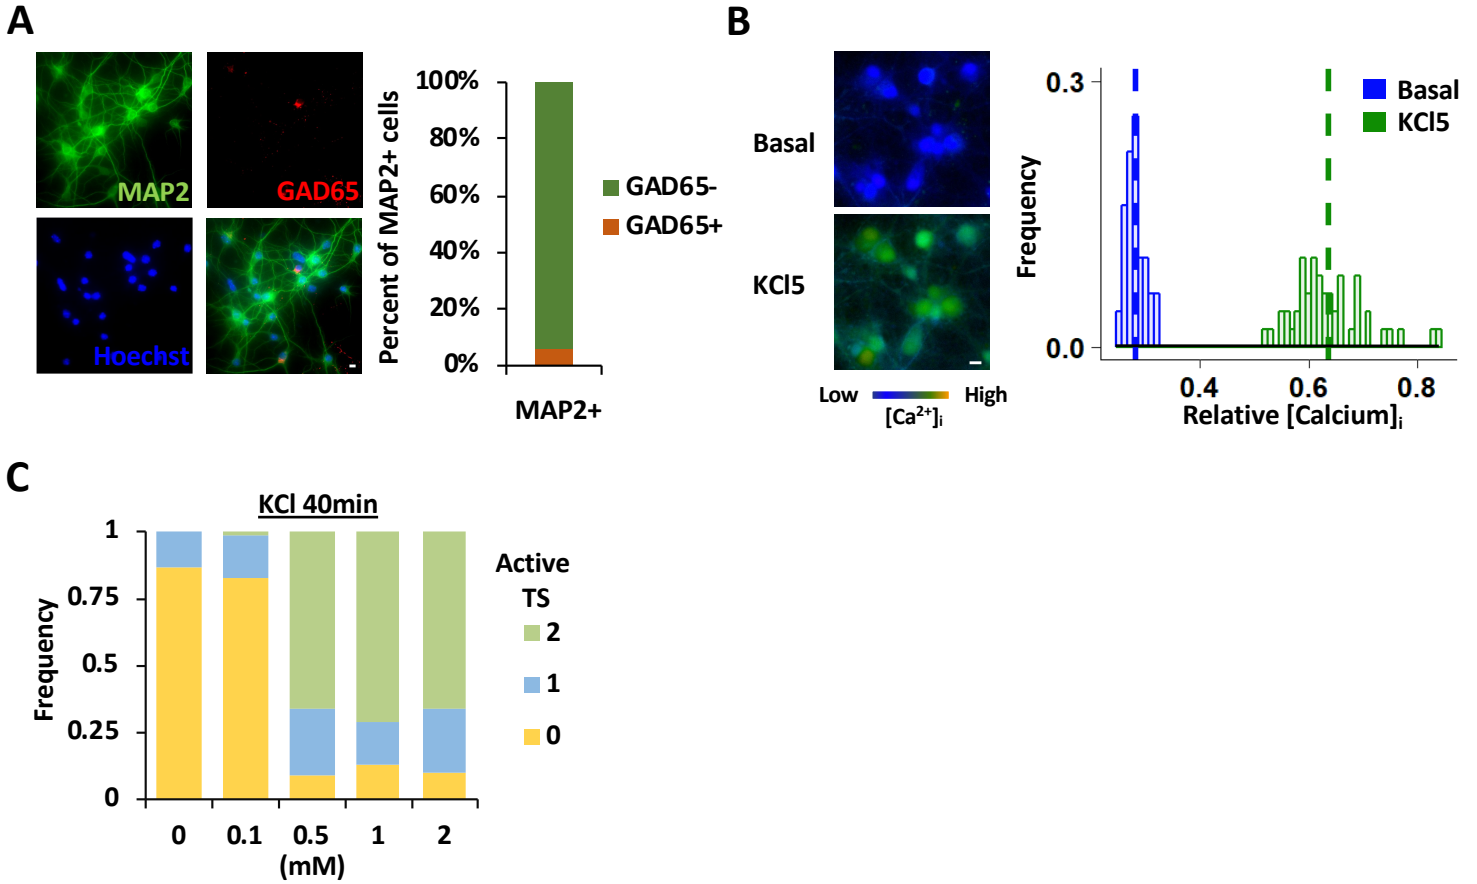 A
MAP2
GAD65
Hoechst
Percent of MAP2+ cells
100%
80%
60%
40%
20%
0%
MAP2+
GAD65-
GAD65+
B
Basal
KCl5
Low
High
[Ca²⁺]ᵢ
Frequency
0.3
0.0
0.4
0.6
0.8
Relative [Calcium]ᵢ
Basal
KCl5
C
KCl 40min
Frequency
1
0.75
0.5
0.25
0
0
0.1
0.5
1
2
(mM)
Active
TS
2
1
0